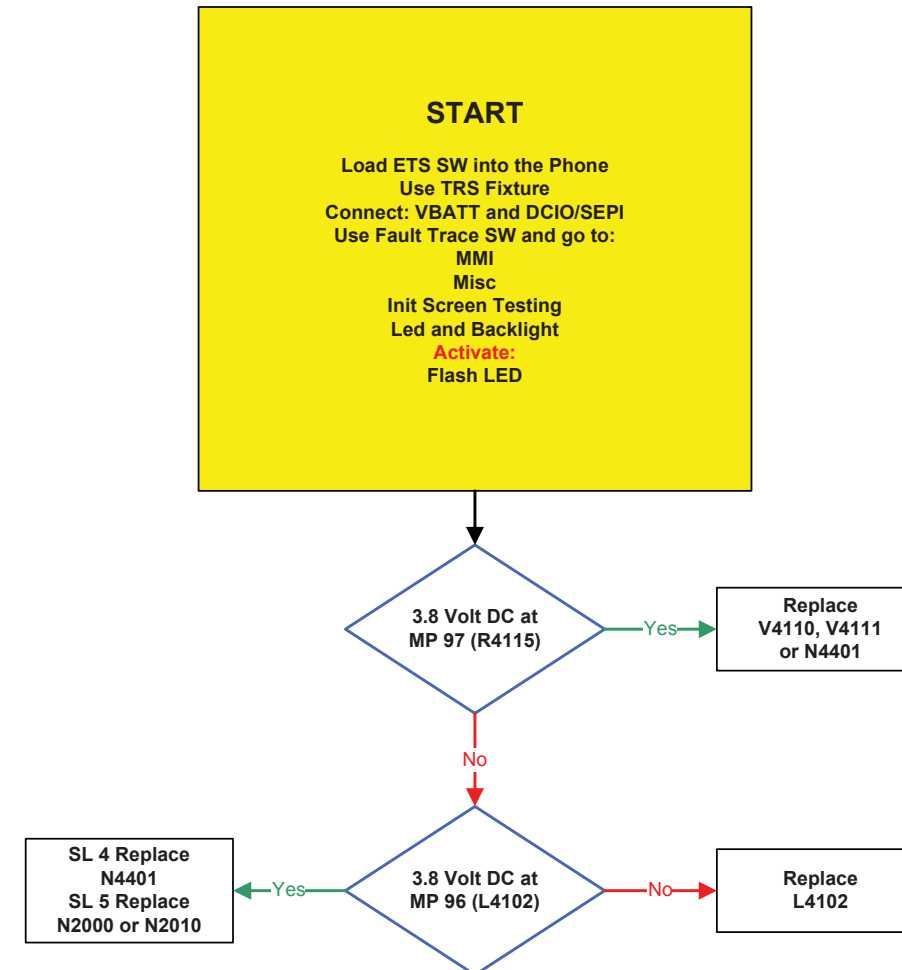 START
Load ETS SW into the Phone
Use TRS Fixture
Connect: VBATT and DCIO/SEPI
Use Fault Trace SW and go to:
MMI
Misc
Init Screen Testing
Led and Backlight
Activate:
Flash LED
3.8 Volt DC at
MP 97 (R4115)
Yes
Replace
V4110, V4111
or N4401
No
SL 4 Replace
N4401
SL 5 Replace
N2000 or N2010
Yes
3.8 Volt DC at
MP 96 (L4102)
No
Replace
L4102